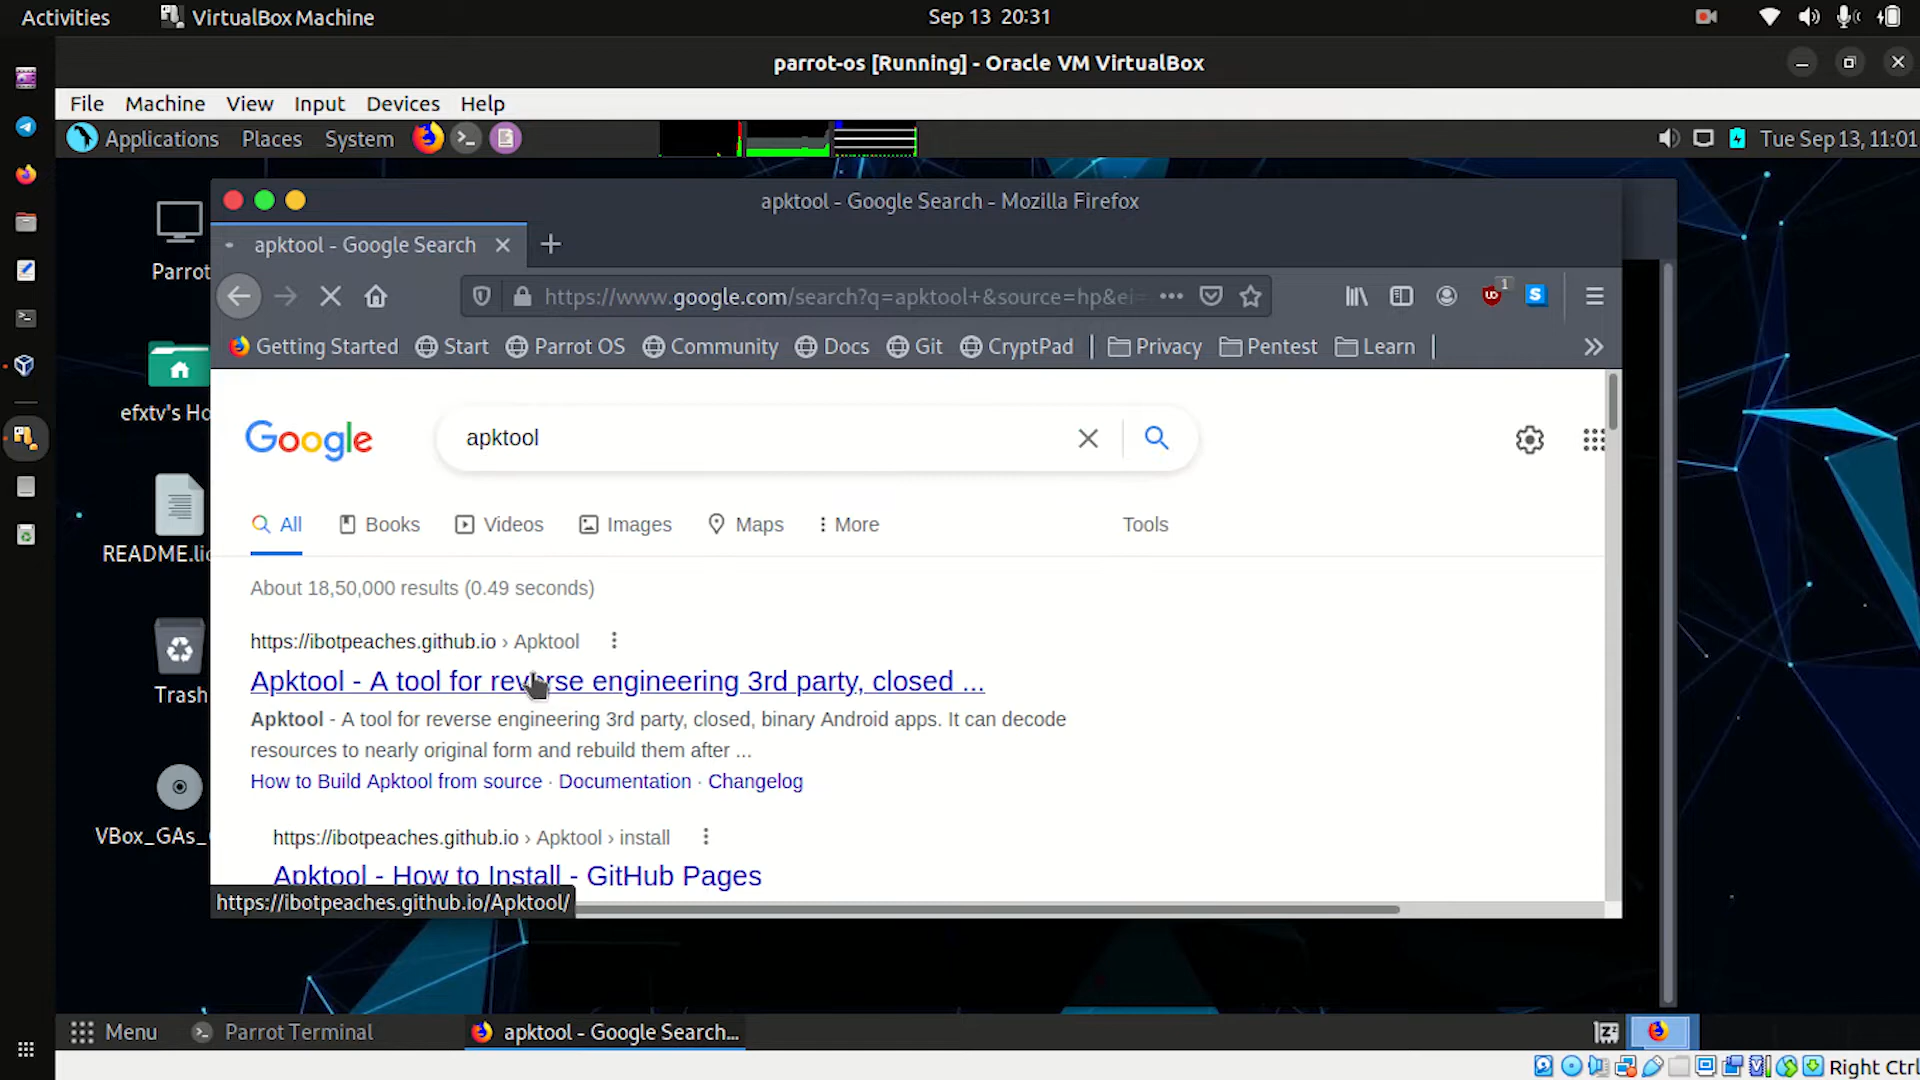 Activities
VirtualBox Machine
Sep 13 20:31
parrot-os [Running] - Oracle VM VirtualBox
File Machine View Input Devices Help
Applications Places System
Tue Sep 13, 11:01
apktool - Google Search - Mozilla Firefox
apktool - Google Search
https://www.google.com/search?q=apktool+&source=hp&ei=
1
Getting Started Start Parrot OS Community Docs Git CryptPad Privacy Pentest Learn
Parrot
efxtv's Ho
README.lic
Trash
VBox_GAs_
Google
apktool
All Books Videos Images Maps More Tools
About 18,50,000 results (0.49 seconds)
https://ibotpeaches.github.io › Apktool
Apktool - A tool for reverse engineering 3rd party, closed ...
Apktool - A tool for reverse engineering 3rd party, closed, binary Android apps. It can decode
resources to nearly original form and rebuild them after ...
How to Build Apktool from source · Documentation · Changelog
https://ibotpeaches.github.io › Apktool › install
Apktool - How to Install - GitHub Pages
https://ibotpeaches.github.io/Apktool/
Menu
Parrot Terminal
apktool - Google Search...
Right Ctrl